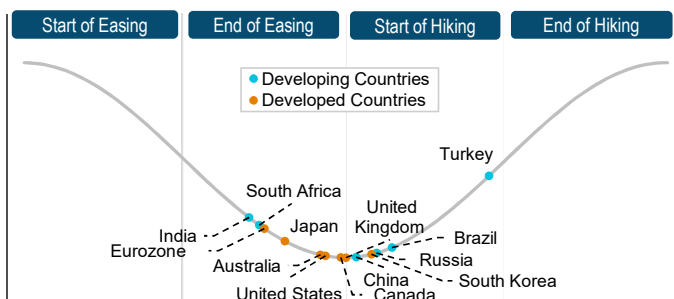 Start of Easing
End of Easing
Start of Hiking
End of Hiking
Developing Countries
Developed Countries
Turkey
South Africa
United
Kingdom
Japan
India
Eurozone
Brazil
Australia
Russia
China
South Korea
United States
Canada